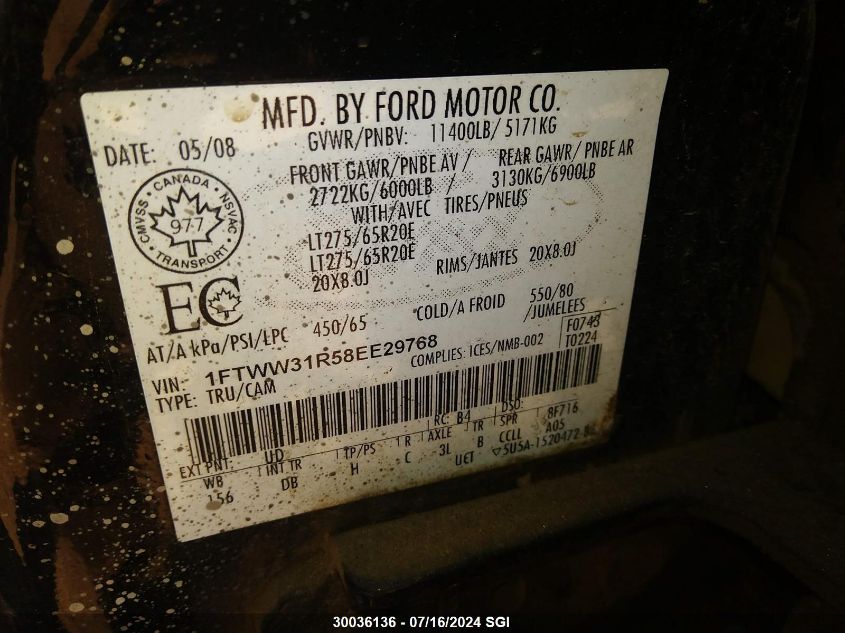 MFD. BY FORD MOTOR CO.
DATE: 05/08
GVWR/PNBV: 11400LB/ 5171KG
FRONT GAWR/PNBE AV / REAR GAWR/ PNBE AR
2722KG/6000LB / 3130KG/6900LB
WITH/AVEC TIRES/PNEUS
LT275/65R20E
LT275/65R20E
20X8.0J
RIMS/JANTES 20X8.0J
CANADA
CMVSS NSVAC
977
TRANSPORT
EC
AT/A kPa/PSI/LPC 450/65 COLD/A FROID 550/80
/JUMELEES
VIN: 1FTWW31R58EE29768
COMPLIES: ICES/NMB-002
F0743
T0224
TYPE: TRU/CAM
RC: B4 DSO:
EXT PNT: UD 8F716
WB INT TR TP/PS R AXLE TR SPR
156 DB H C 3L B CCLL A05
UET 5U5A-1520472
30036136 - 07/16/2024 SGI